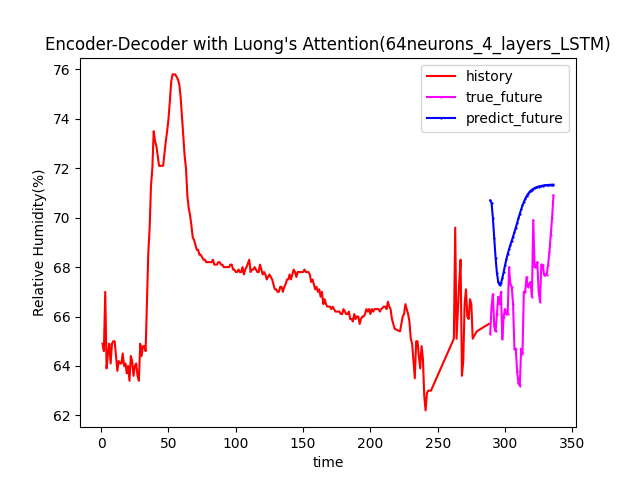 Encoder-Decoder with Luong's Attention(64neurons_4_layers_LSTM)
history
true_future
predict_future
Relative Humidity(%)
76
74
72
70
68
66
64
62
0 50 100 150 200 250 300 350
time